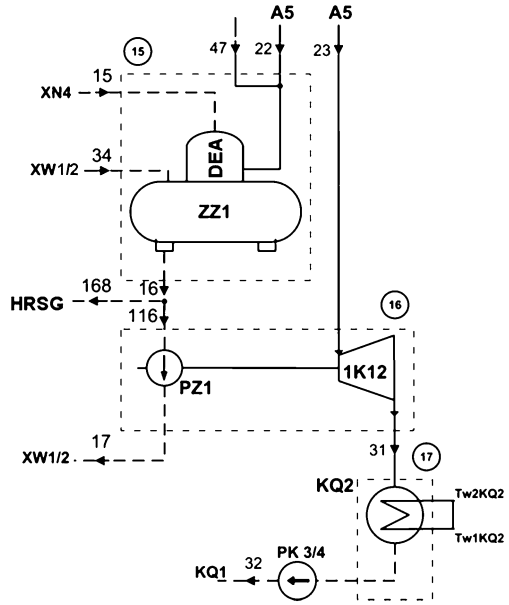 A5 A5
15
47 22 23
15
XN4
34
XW1/2
DEA
ZZ1
168 16
HRSG
116
16
1K12
PZ1
17
XW1/2
31
17
KQ2
Tw2KQ2
Tw1KQ2
PK 3/4
32
KQ1